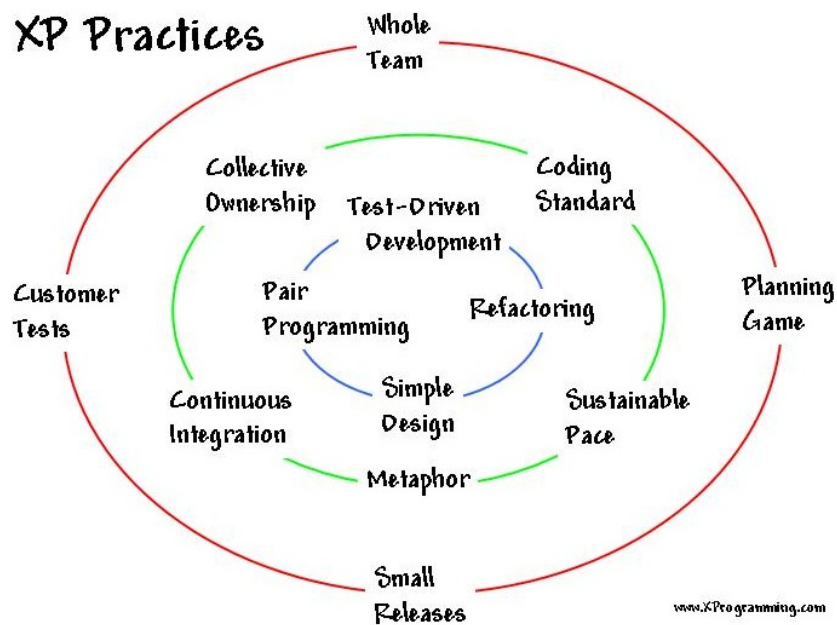 XP Practices
Whole
Team
Collective
Ownership
Coding
Standard
Test-Driven
Development
Customer
Tests
Pair
Programming
Refactoring
Planning
Game
Continuous
Integration
Simple
Design
Sustainable
Pace
Metaphor
Small
Releases
www.XProgramming.com